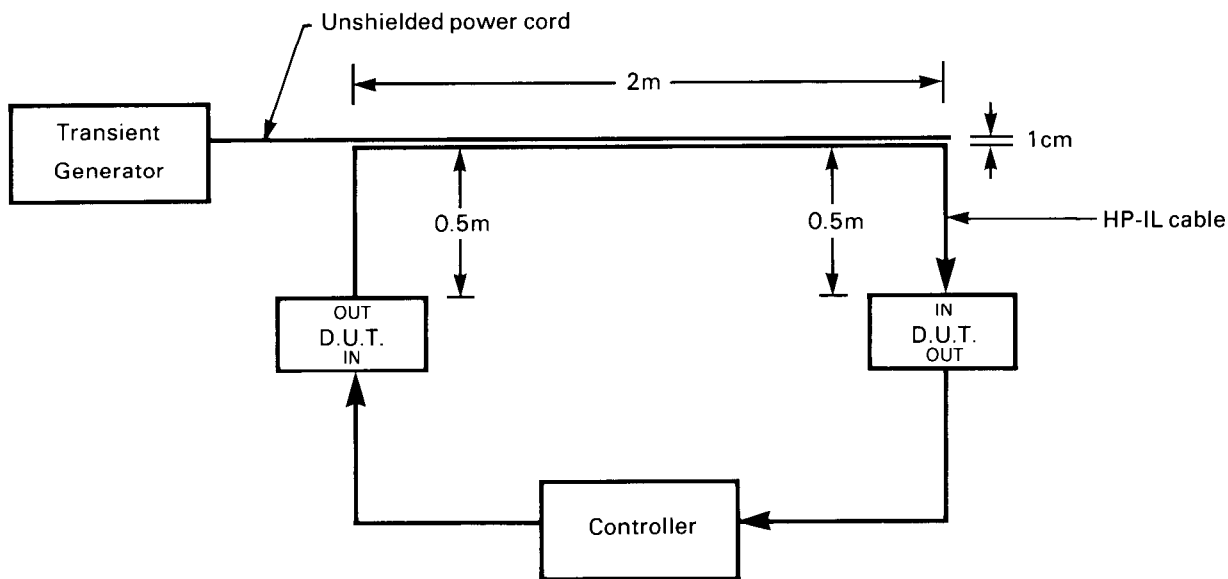 Unshielded power cord
2m
Transient
Generator
1cm
0.5m
0.5m
HP-IL cable
OUT
D.U.T.
IN
IN
D.U.T.
OUT
Controller